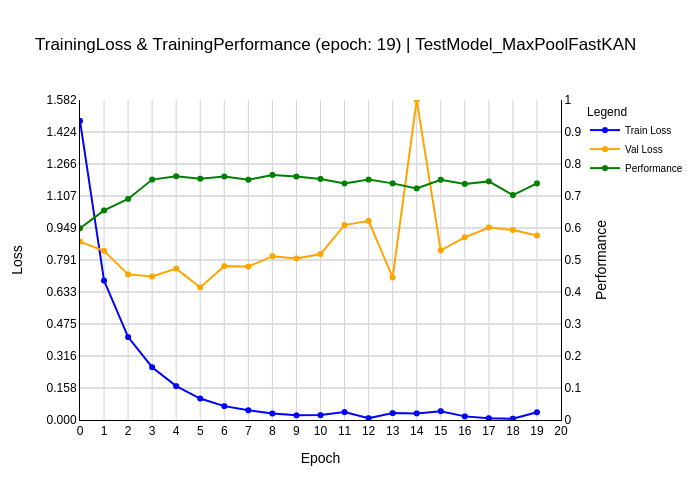 TrainingLoss & TrainingPerformance (epoch: 19) | TestModel_MaxPoolFastKAN
1.582
1.424
1.266
1.107
0.949
0.791
0.633
0.475
0.316
0.158
0.000
Loss
0 1 2 3 4 5 6 7 8 9 10 11 12 13 14 15 16 17 18 19 20
Epoch
1
0.9
0.8
0.7
0.6
0.5
0.4
0.3
0.2
0.1
0
Performance
Legend
Train Loss
Val Loss
Performance